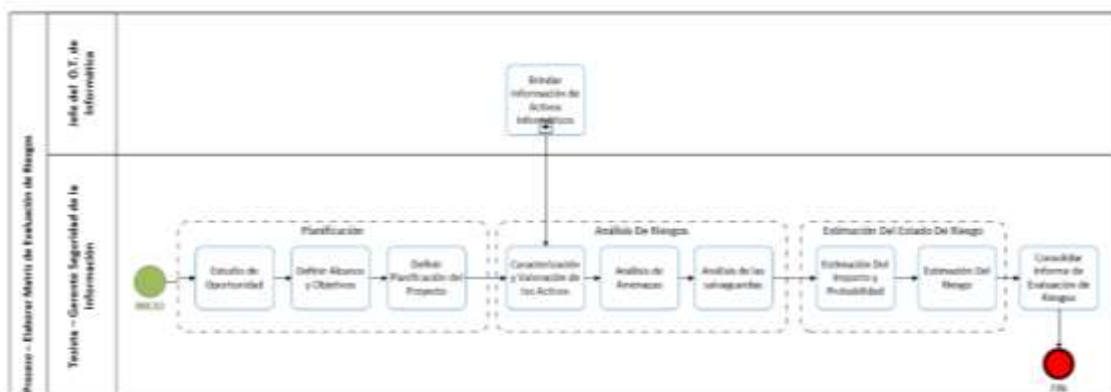 Proceso – Elaborar Matriz de Evaluación de Riesgos
Jefe del O.T. de
Informática
Brindar
Información de
Activos
Informáticos
Tesista – Gerente Seguridad de la
Información
INICIO
Planificación
Estudio de
Oportunidad
Definir Alcance
y Objetivos
Definir
Planificación del
Proyecto
Análisis De Riesgos
Caracterización
y Valoración de
los Activos
Análisis de
Amenazas
Análisis de las
salvaguardas
Estimación Del Estado De Riesgo
Estimación Del
Impacto y
Probabilidad
Estimación Del
Riesgo
Consolidar
Informe de
Evaluación de
Riesgos
FIN